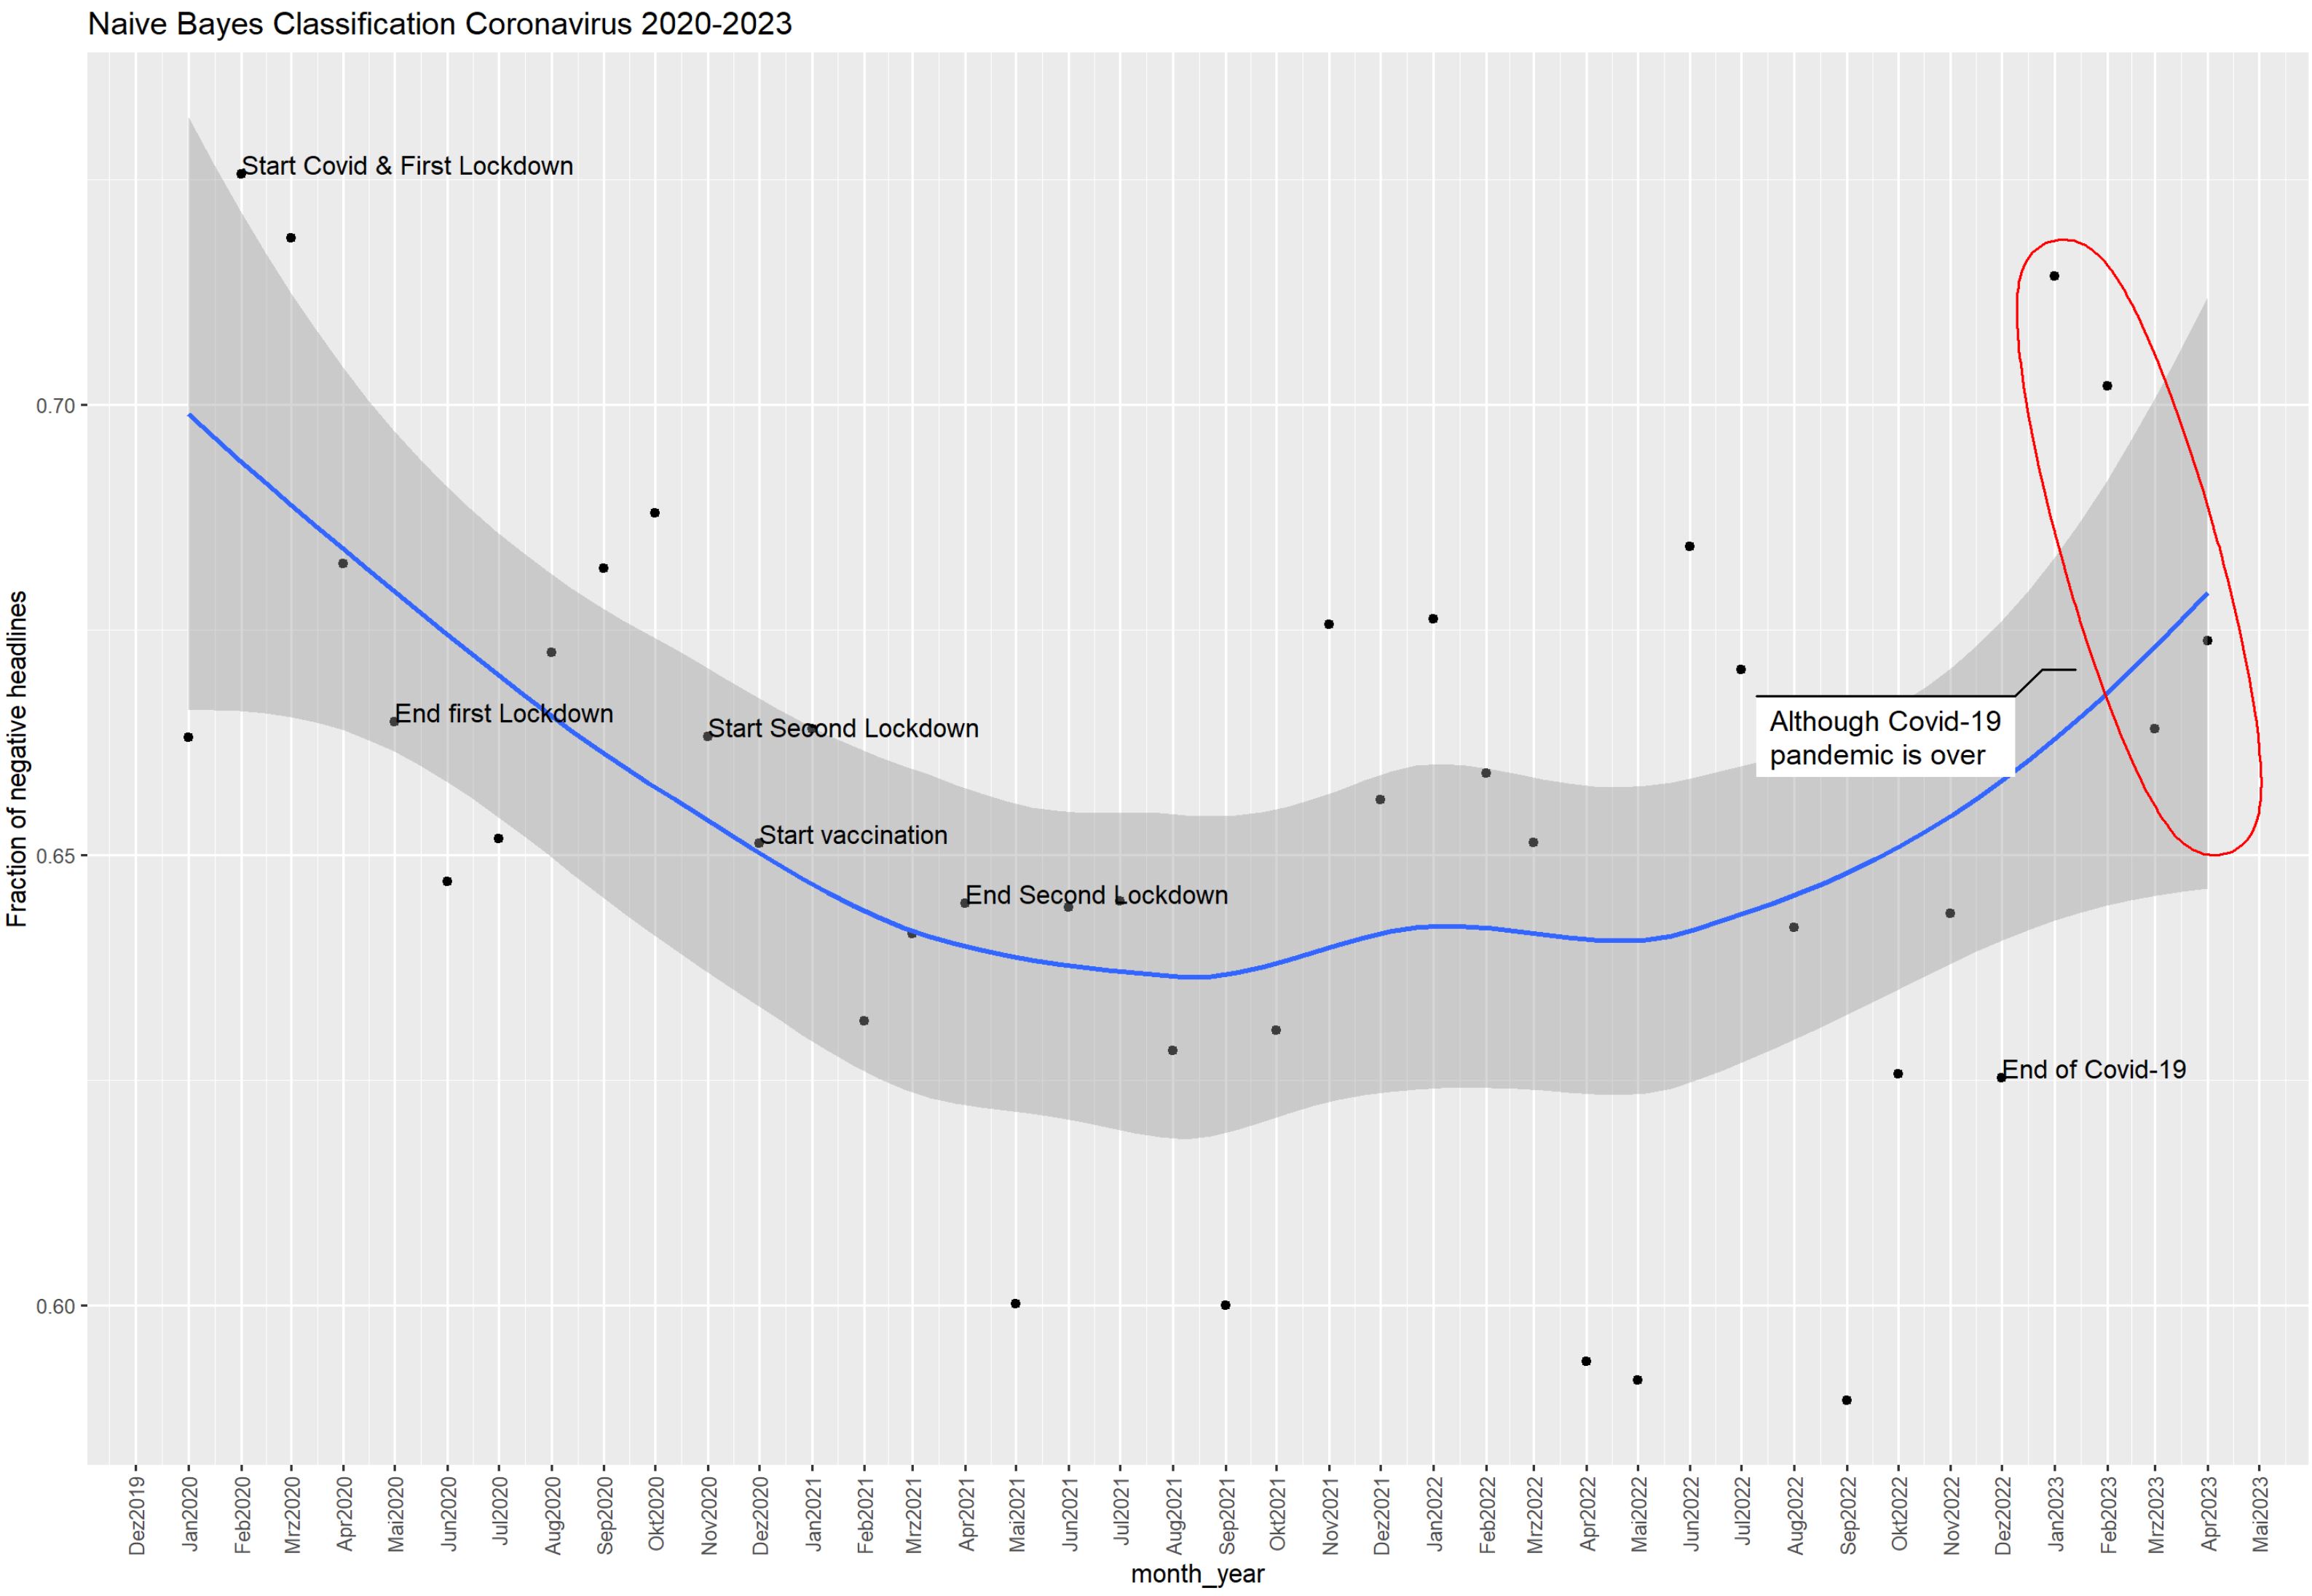 Naive Bayes Classification Coronavirus 2020-2023
Start Covid & First Lockdown
0.70
End first Lockdown
Start Second Lockdown
Although Covid-19
pandemic is over
Start vaccination
0.65
End Second Lockdown
End of Covid-19
0.60
Fraction of negative headlines
Dez2019
Jan2020
Feb2020
Mrz2020
Apr2020
Mai2020
Jun2020
Jul2020
Aug2020
Sep2020
Okt2020
Nov2020
Dez2020
Jan2021
Feb2021
Mrz2021
Apr2021
Mai2021
Jun2021
Jul2021
Aug2021
Sep2021
Okt2021
Nov2021
Dez2021
Jan2022
Feb2022
Mrz2022
Apr2022
Mai2022
Jun2022
Jul2022
Aug2022
Sep2022
Okt2022
Nov2022
Dez2022
Jan2023
Feb2023
Mrz2023
Apr2023
Mai2023
month_year